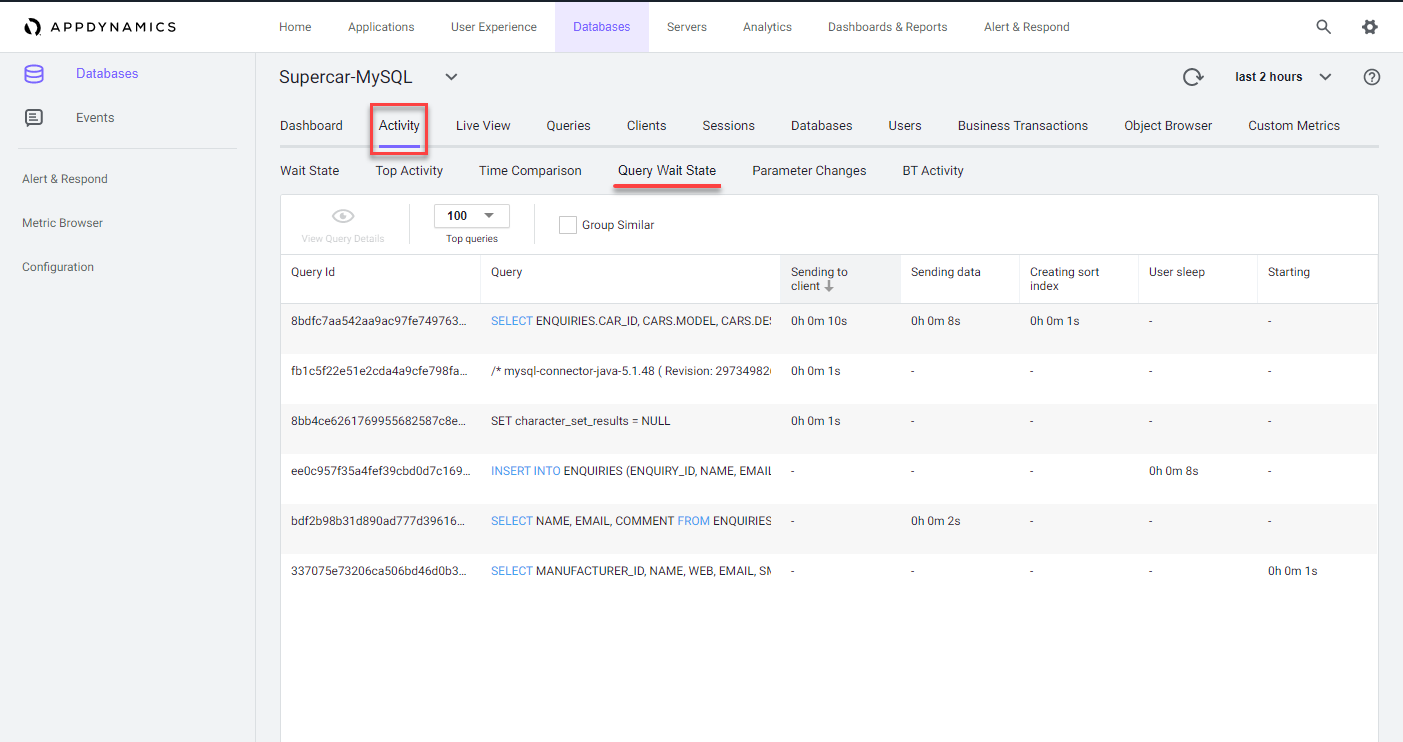 APPDYNAMICS
Home Applications User Experience Databases Servers Analytics Dashboards & Reports Alert & Respond
Databases
Events
Alert & Respond
Metric Browser
Configuration
Supercar-MySQL
last 2 hours
Dashboard Activity Live View Queries Clients Sessions Databases Users Business Transactions Object Browser Custom Metrics
Wait State Top Activity Time Comparison Query Wait State Parameter Changes BT Activity
View Query Details
100
Top queries
Group Similar
Query Id Query Sending to client Sending data Creating sort index User sleep Starting
8bdfc7aa542aa9ac97fe749763... SELECT ENQUIRIES.CAR_ID, CARS.MODEL, CARS.DES 0h 0m 10s 0h 0m 8s 0h 0m 1s - -
fb1c5f22e51e2cda4a9cfe798fa... /* mysql-connector-java-5.1.48 ( Revision: 29734982 0h 0m 1s - - - -
8bb4ce6261769955682587c8e... SET character_set_results = NULL 0h 0m 1s - - - -
ee0c957f35a4fef39cbd0d7c169... INSERT INTO ENQUIRIES (ENQUIRY_ID, NAME, EMAIL - - - 0h 0m 8s -
bdf2b98b31d890ad777d39616... SELECT NAME, EMAIL, COMMENT FROM ENQUIRIES - 0h 0m 2s - - -
337075e73206ca506bd46d0b3... SELECT MANUFACTURER_ID, NAME, WEB, EMAIL, SM - - - - 0h 0m 1s